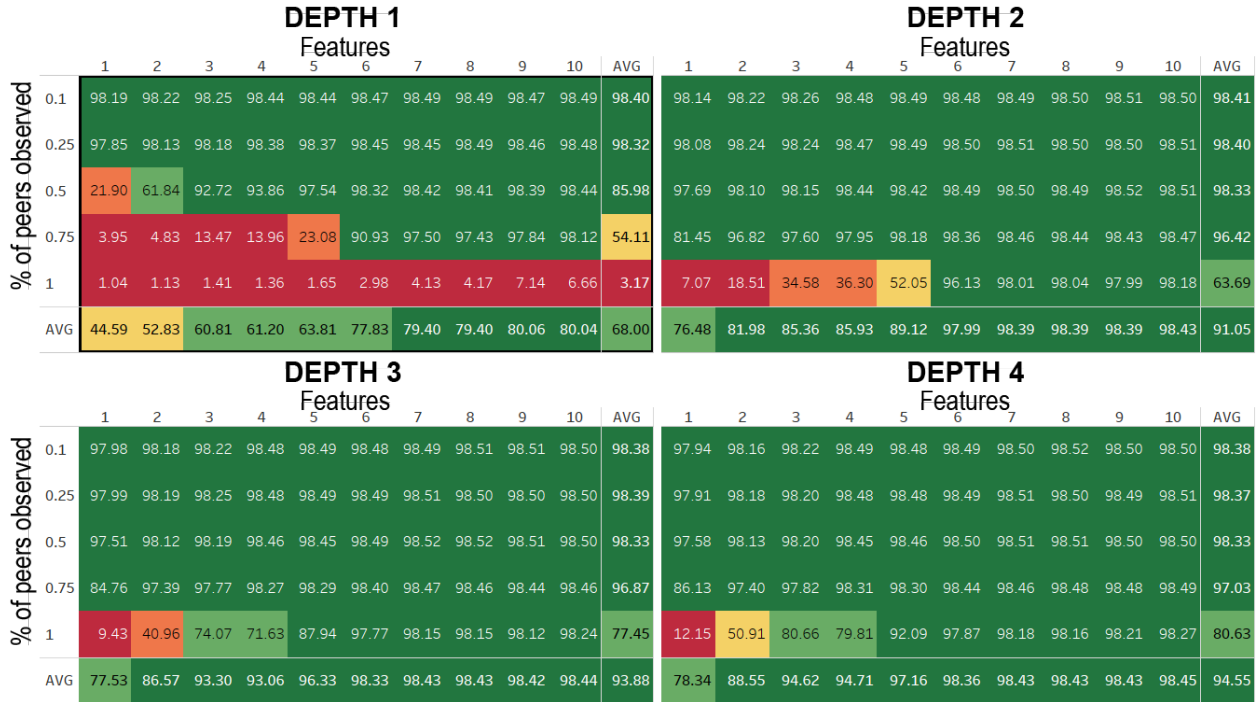 DEPTH 1
Features
1 2 3 4 5 6 7 8 9 10 AVG
% of peers observed
0.1 98.19 98.22 98.25 98.44 98.44 98.47 98.49 98.49 98.47 98.49 98.40
0.25 97.85 98.13 98.18 98.38 98.37 98.45 98.45 98.49 98.46 98.48 98.32
0.5 21.90 61.84 92.72 93.86 97.54 98.32 98.42 98.41 98.39 98.44 85.98
0.75 3.95 4.83 13.47 13.96 23.08 90.93 97.50 97.43 97.84 98.12 54.11
1 1.04 1.13 1.41 1.36 1.65 2.98 4.13 4.17 7.14 6.66 3.17
AVG 44.59 52.83 60.81 61.20 63.81 77.83 79.40 79.40 80.06 80.04 68.00
DEPTH 2
Features
1 2 3 4 5 6 7 8 9 10 AVG
98.14 98.22 98.26 98.48 98.49 98.48 98.49 98.50 98.51 98.50 98.41
98.08 98.24 98.24 98.47 98.49 98.50 98.51 98.50 98.50 98.51 98.40
97.69 98.10 98.15 98.44 98.42 98.49 98.50 98.49 98.52 98.51 98.33
81.45 96.82 97.60 97.95 98.18 98.36 98.46 98.44 98.43 98.47 96.42
7.07 18.51 34.58 36.30 52.05 96.13 98.01 98.04 97.99 98.18 63.69
76.48 81.98 85.36 85.93 89.12 97.99 98.39 98.39 98.39 98.43 91.05
DEPTH 3
Features
1 2 3 4 5 6 7 8 9 10 AVG
% of peers observed
0.1 97.98 98.18 98.22 98.48 98.49 98.48 98.49 98.51 98.51 98.50 98.38
0.25 97.99 98.19 98.25 98.48 98.49 98.49 98.51 98.50 98.50 98.50 98.39
0.5 97.51 98.12 98.19 98.46 98.45 98.49 98.52 98.52 98.51 98.50 98.33
0.75 84.76 97.39 97.77 98.27 98.29 98.40 98.47 98.46 98.44 98.46 96.87
1 9.43 40.96 74.07 71.63 87.94 97.77 98.15 98.15 98.12 98.24 77.45
AVG 77.53 86.57 93.30 93.06 96.33 98.33 98.43 98.43 98.42 98.44 93.88
DEPTH 4
Features
1 2 3 4 5 6 7 8 9 10 AVG
97.94 98.16 98.22 98.49 98.48 98.49 98.50 98.52 98.50 98.50 98.38
97.91 98.18 98.20 98.48 98.48 98.49 98.51 98.50 98.49 98.51 98.37
97.58 98.13 98.20 98.45 98.46 98.50 98.51 98.51 98.50 98.50 98.33
86.13 97.40 97.82 98.31 98.30 98.44 98.46 98.48 98.48 98.49 97.03
12.15 50.91 80.66 79.81 92.09 97.87 98.18 98.16 98.21 98.27 80.63
78.34 88.55 94.62 94.71 97.16 98.36 98.43 98.43 98.43 98.45 94.55